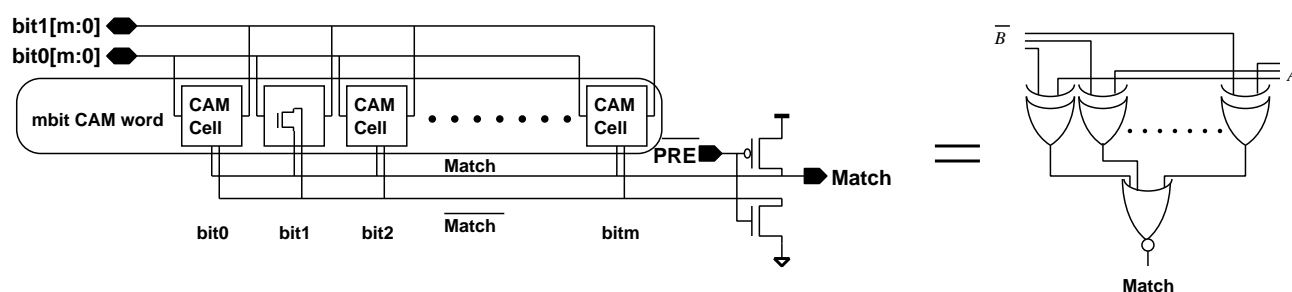 bit1[m:0]
bit0[m:0]
mbit CAM word
CAM Cell
CAM Cell
CAM Cell
PRE
Match
Match
Match
bit0
bit1
bit2
bitm
=
B
A
Match